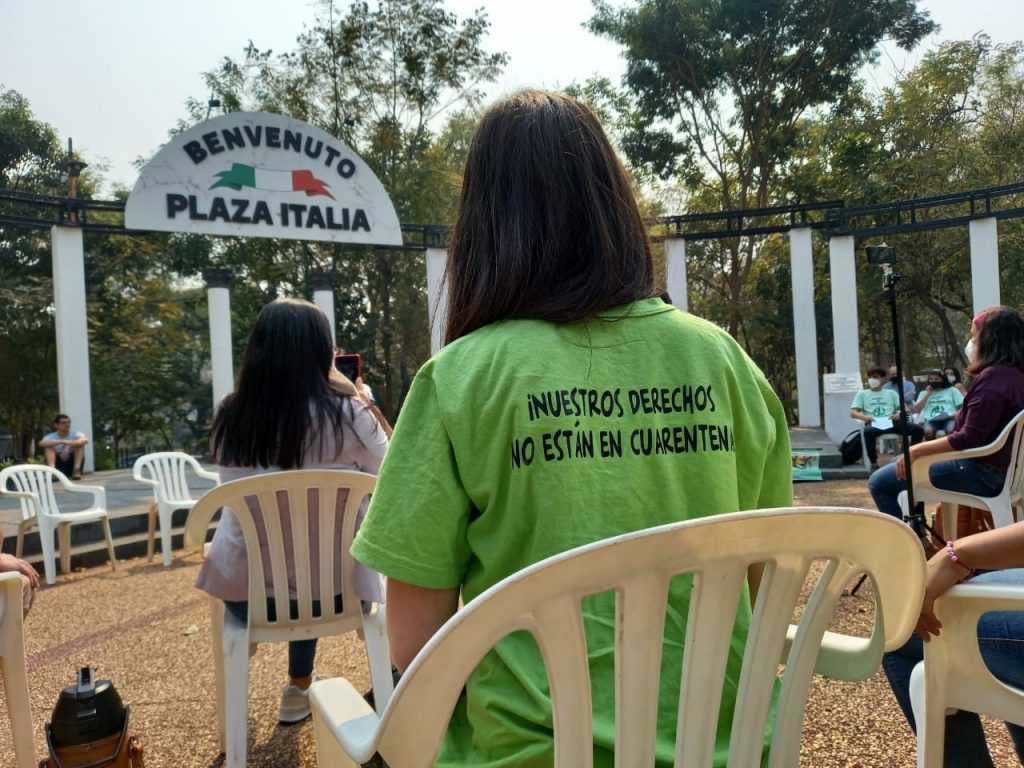 BENVENUTO
PLAZA ITALIA
¡NUESTROS DERECHOS
NO ESTÁN EN CUARENTENA